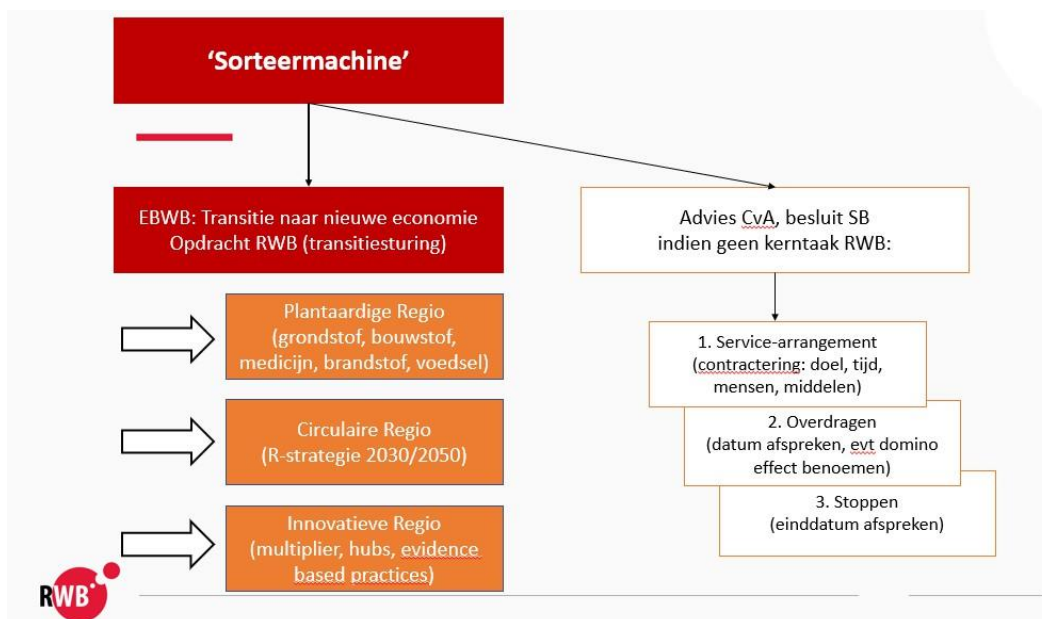 ‘Sorteermachine’
EBWB: Transitie naar nieuwe economie
Opdracht RWB (transitiesturing)
Plantaardige Regio
(grondstof, bouwstof,
medicijn, brandstof, voedsel)
Circulaire Regio
(R-strategie 2030/2050)
Innovatieve Regio
(multiplier, hubs, evidence
based practices)
Advies CvA, besluit SB
indien geen kerntaak RWB:
1. Service-arrangement
(contractering: doel, tijd,
mensen, middelen)
2. Overdragen
(datum afspreken, evt domino
effect benoemen)
3. Stoppen
(einddatum afspreken)
RWB